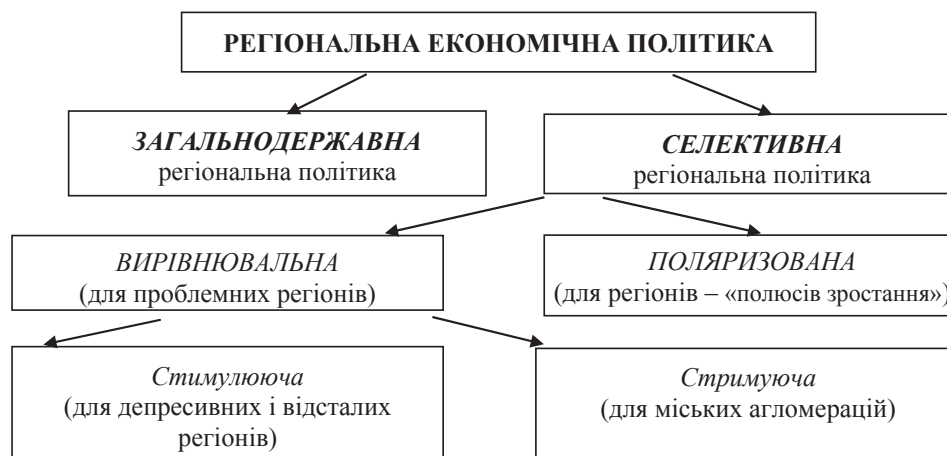 РЕГІОНАЛЬНА ЕКОНОМІЧНА ПОЛІТИКА
ЗАГАЛЬНОДЕРЖАВНА
регіональна політика
СЕЛЕКТИВНА
регіональна політика
ВИРІВНЮВАЛЬНА
(для проблемних регіонів)
ПОЛЯРИЗОВАНА
(для регіонів – «полюсів зростання»)
Стимулююча
(для депресивних і відсталих
регіонів)
Стримуюча
(для міських агломерацій)